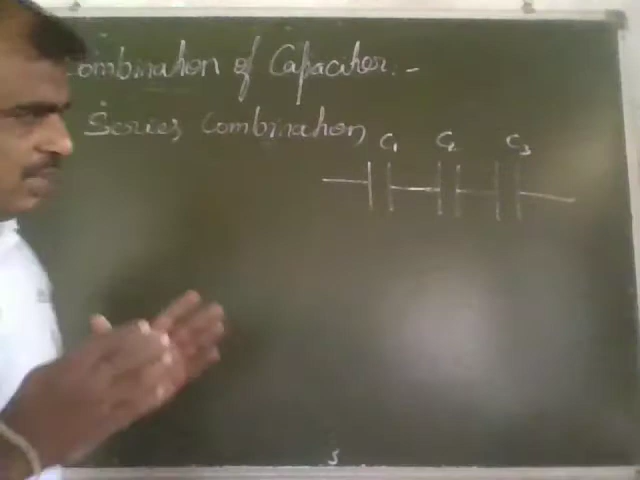 ombination of Capacitor:-
Series Combination
C1 C2 C3